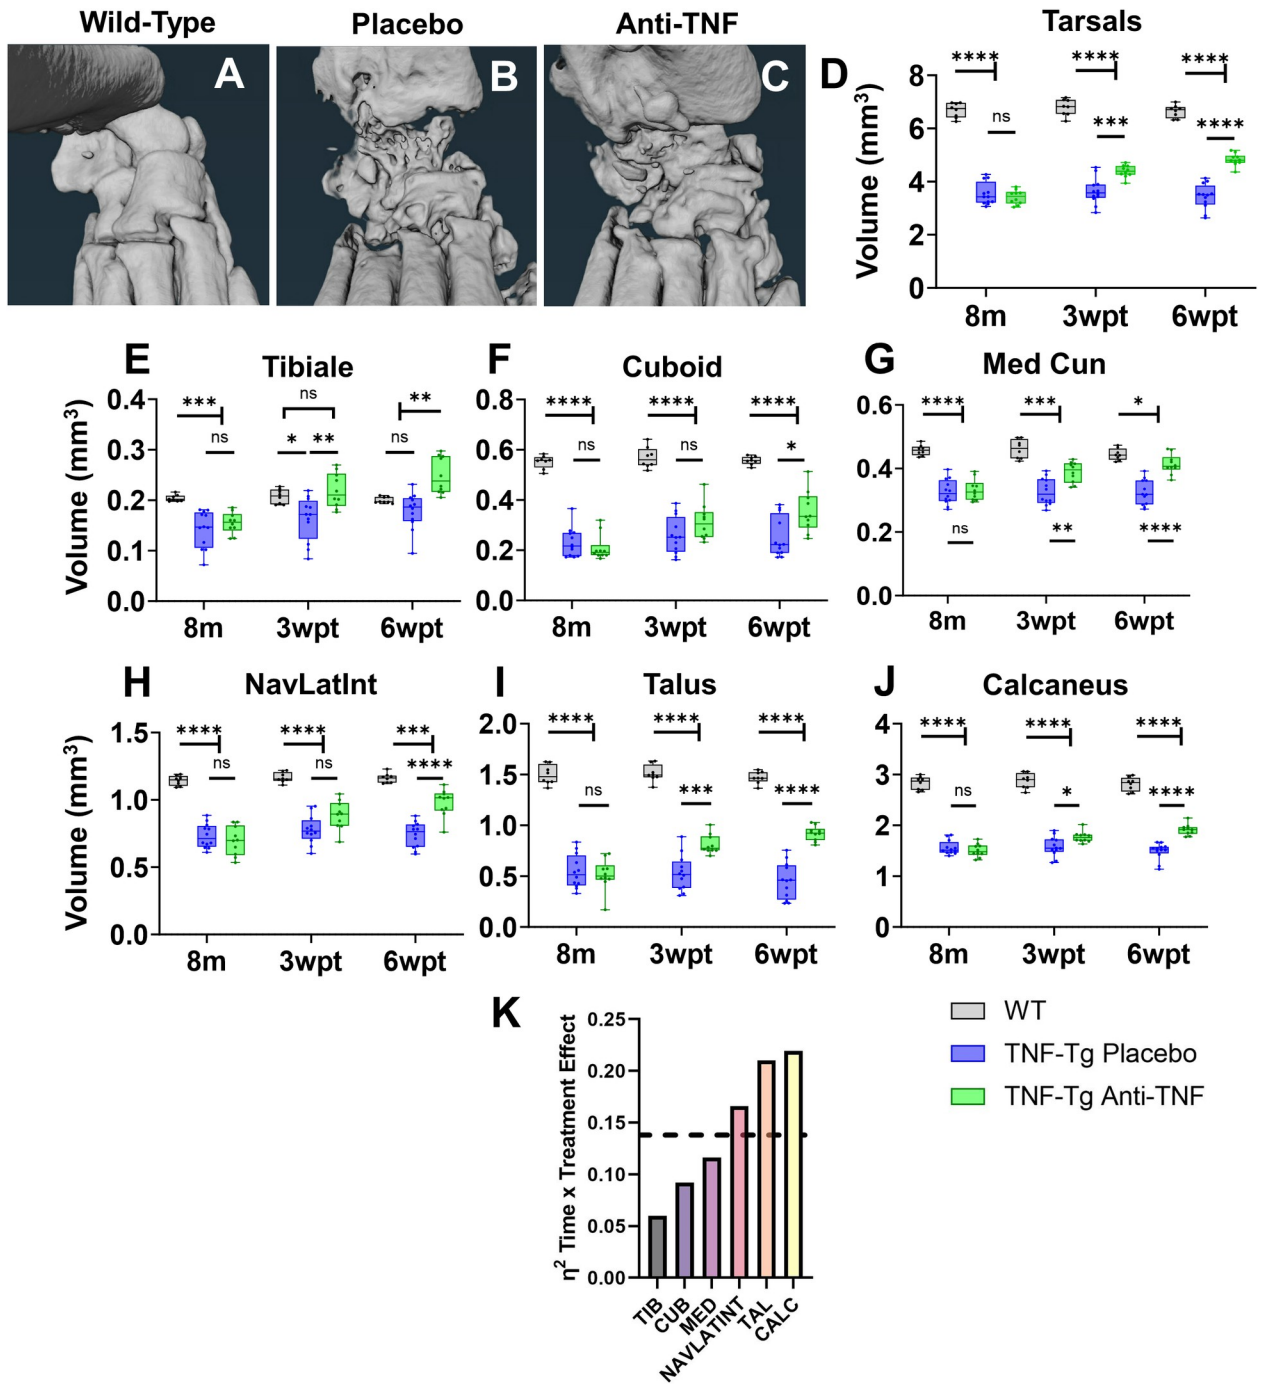 Wild-Type
Placebo
Anti-TNF
A
B
C
D
Tarsals
Volume (mm³)
8
6
4
2
0
****
ns
****
***
****
****
8m
3wpt
6wpt
E
Tibiale
Volume (mm³)
0.4
0.3
0.2
0.1
0.0
***
ns
ns
*
**
**
ns
8m
3wpt
6wpt
F
Cuboid
0.8
0.6
0.4
0.2
0.0
****
ns
****
ns
****
*
8m
3wpt
6wpt
G
Med Cun
0.6
0.4
0.2
0.0
****
ns
***
**
*
****
8m
3wpt
6wpt
H
NavLatInt
Volume (mm³)
1.5
1.0
0.5
0.0
****
ns
****
ns
***
****
8m
3wpt
6wpt
I
Talus
2.0
1.5
1.0
0.5
0.0
****
ns
****
***
****
****
8m
3wpt
6wpt
J
Calcaneus
4
3
2
1
0
****
ns
****
*
****
****
8m
3wpt
6wpt
K
η² Time x Treatment Effect
0.25
0.20
0.15
0.10
0.05
0.00
TIB
CUB
MED
NAVLATINT
TAL
CALC
WT
TNF-Tg Placebo
TNF-Tg Anti-TNF